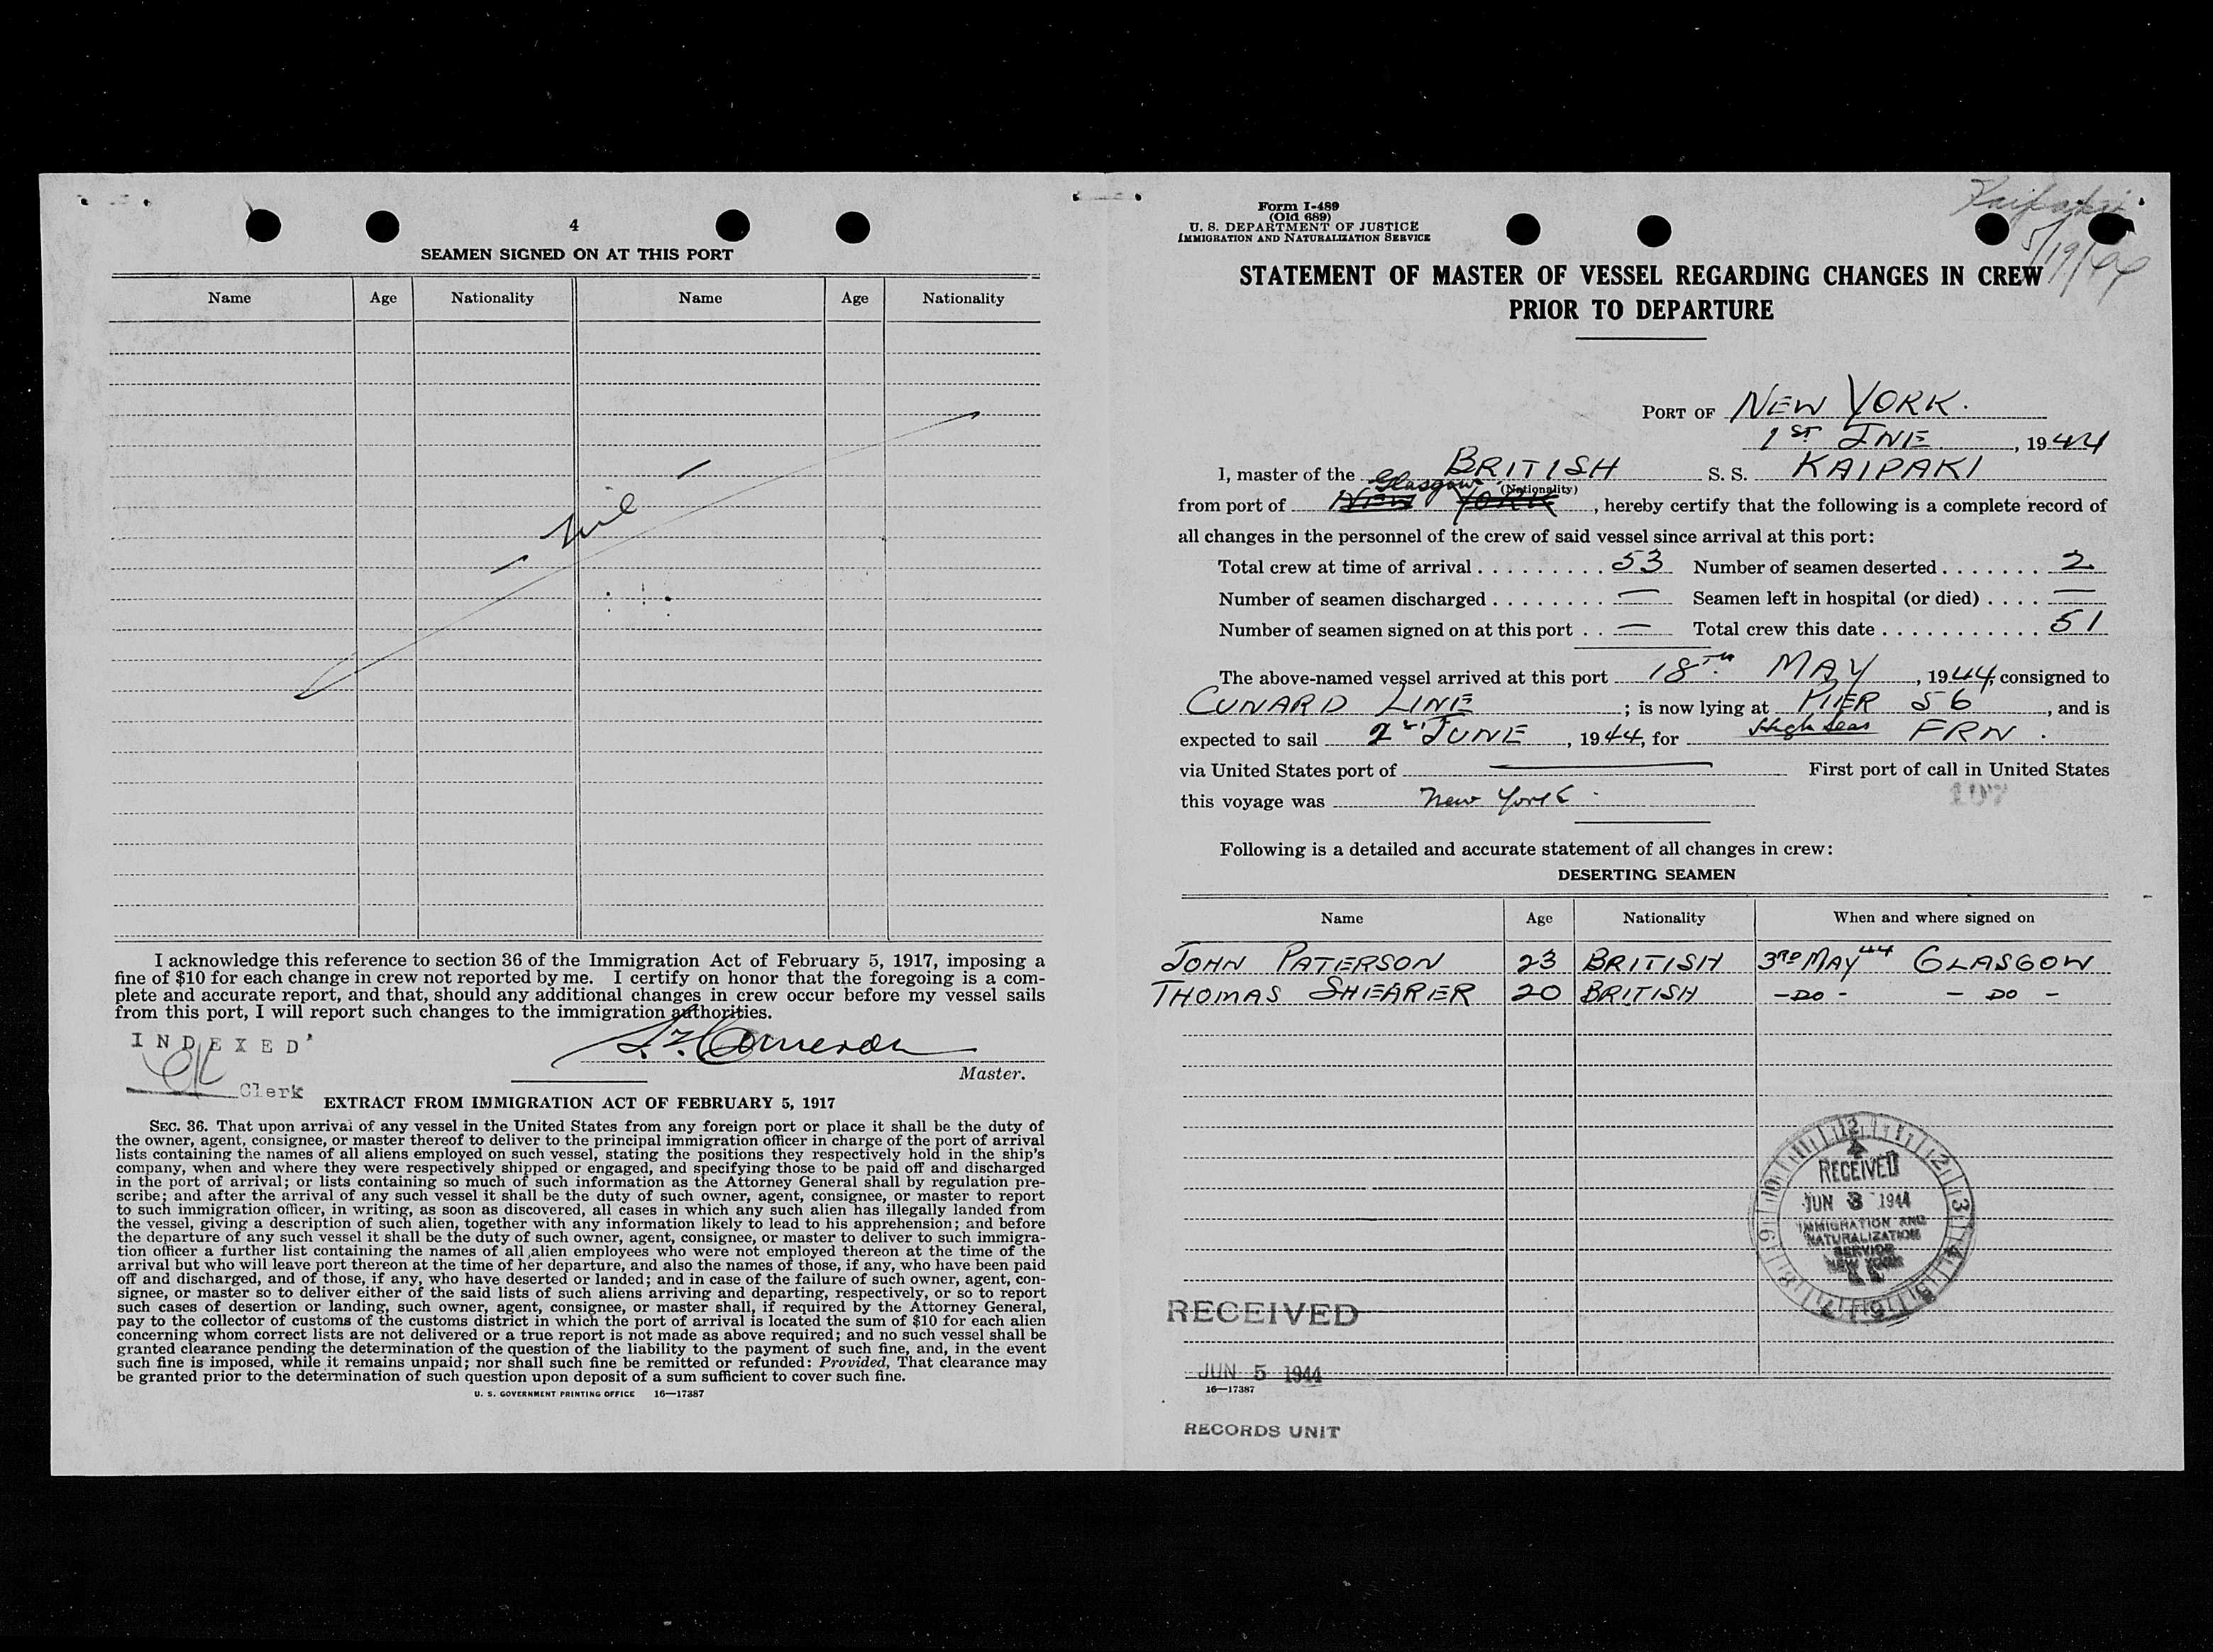 4
SEAMEN SIGNED ON AT THIS PORT
Name Age Nationality Name Age Nationality
— nil —
I acknowledge this reference to section 36 of the Immigration Act of February 5, 1917, imposing a
fine of $10 for each change in crew not reported by me. I certify on honor that the foregoing is a com-
plete and accurate report, and that, should any additional changes in crew occur before my vessel sails
from this port, I will report such changes to the immigration authorities.
INDEXED
Cameron
Master.
Clerk
EXTRACT FROM IMMIGRATION ACT OF FEBRUARY 5, 1917
SEC. 36. That upon arrival of any vessel in the United States from any foreign port or place it shall be the duty of
the owner, agent, consignee, or master thereof to deliver to the principal immigration officer in charge of the port of arrival
lists containing the names of all aliens employed on such vessel, stating the positions they respectively hold in the ship's
company, when and where they were respectively shipped or engaged, and specifying those to be paid off and discharged
in the port of arrival; or lists containing so much of such information as the Attorney General shall by regulation pre-
scribe; and after the arrival of any such vessel it shall be the duty of such owner, agent, consignee, or master to report
to such immigration officer, in writing, as soon as discovered, all cases in which any such alien has illegally landed from
the vessel, giving a description of such alien, together with any information likely to lead to his apprehension; and before
the departure of any such vessel it shall be the duty of such owner, agent, consignee, or master to deliver to such immigra-
tion officer a further list containing the names of all alien employees who were not employed thereon at the time of the
arrival but who will leave port thereon at the time of her departure, and also the names of those, if any, who have been paid
off and discharged, and of those, if any, who have deserted or landed; and in case of the failure of such owner, agent, con-
signee, or master so to deliver either of the said lists of such aliens arriving and departing, respectively, or so to report
such cases of desertion or landing, such owner, agent, consignee, or master shall, if required by the Attorney General,
pay to the collector of customs of the customs district in which the port of arrival is located the sum of $10 for each alien
concerning whom correct lists are not delivered or a true report is not made as above required; and no such vessel shall be
granted clearance pending the determination of the question of the liability to the payment of such fine, and, in the event
such fine is imposed, while it remains unpaid; nor shall such fine be remitted or refunded: Provided, That clearance may
be granted prior to the determination of such question upon deposit of a sum sufficient to cover such fine.
U. S. GOVERNMENT PRINTING OFFICE 16—17387
Form I-489
(Old 689)
U. S. DEPARTMENT OF JUSTICE
IMMIGRATION AND NATURALIZATION SERVICE
Kaipaki
5/19/44
STATEMENT OF MASTER OF VESSEL REGARDING CHANGES IN CREW
PRIOR TO DEPARTURE
PORT OF NEW YORK.
1ST JNE, 1944
I, master of the BRITISH S. S. KAIPAKI
(Nationality)
from port of Glasgow NEW YORK, hereby certify that the following is a complete record of
all changes in the personnel of the crew of said vessel since arrival at this port:
Total crew at time of arrival . . . . . . . . . . 53 Number of seamen deserted . . . . . . . 2
Number of seamen discharged . . . . . . . . — Seamen left in hospital (or died) . . . . —
Number of seamen signed on at this port . . — Total crew this date . . . . . . . . . . . 51
The above-named vessel arrived at this port 18TH MAY, 1944, consigned to
CUNARD LINE; is now lying at PIER 56, and is
expected to sail 2nd JUNE, 1944, for High Seas FRN.
via United States port of — First port of call in United States
this voyage was New York.
Following is a detailed and accurate statement of all changes in crew:
DESERTING SEAMEN
Name Age Nationality When and where signed on
JOHN PATERSON 23 BRITISH 3RD MAY 44 GLASGOW
THOMAS SHEARER 20 BRITISH -DO- - DO -
12 1 2 3 4 5 6 7 8 9 10 11
RECEIVED
JUN 3 1944
IMMIGRATION AND
NATURALIZATION
SERVICE
NEW YORK
RECEIVED
JUN 5 1944
16—17387
RECORDS UNIT